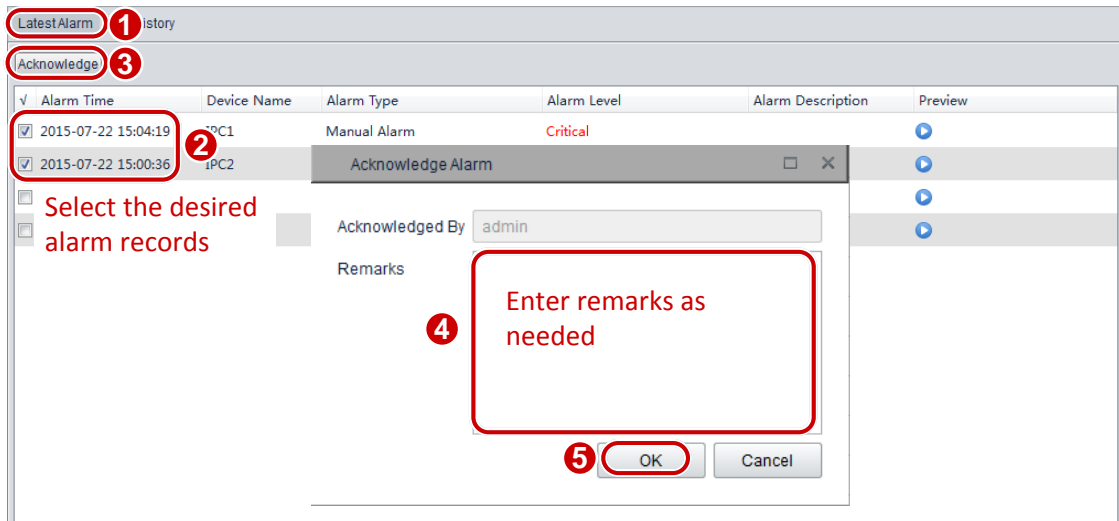 Latest Alarm 1 istory
Acknowledge 3
√ Alarm Time Device Name Alarm Type Alarm Level Alarm Description Preview
2015-07-22 15:04:19 IPC1 Manual Alarm Critical
2
2015-07-22 15:00:36 IPC2
Acknowledge Alarm
Select the desired
alarm records
Acknowledged By admin
Remarks
4 Enter remarks as
needed
5 OK Cancel